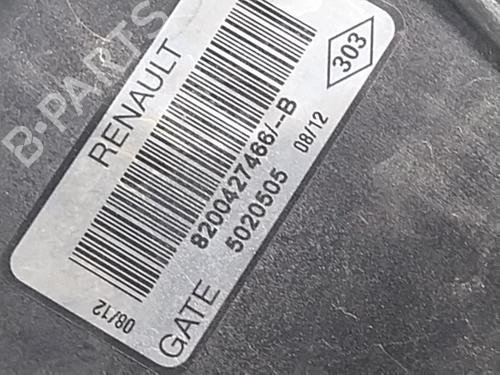 B-PARTS
RENAULT
303
8200427466/--B
5020505
08/12
08/12
GATE